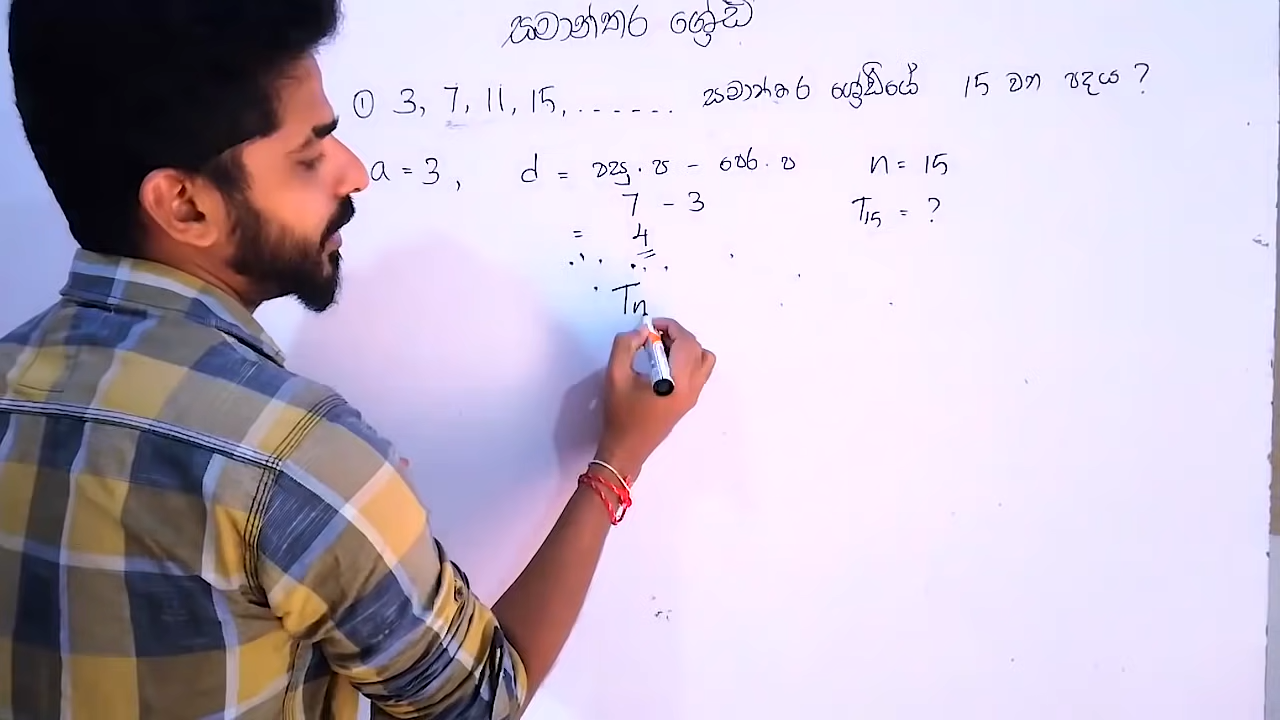 සමාන්තර ශ්‍රේඪි
① 3, 7, 11, 15, ....... සමාන්තර ශ්‍රේඪියේ 15 වන පදය ?
a = 3 , d = පසු . ප - පෙර . ප n = 15
7 - 3 T₁₅ = ?
= 4
Tn